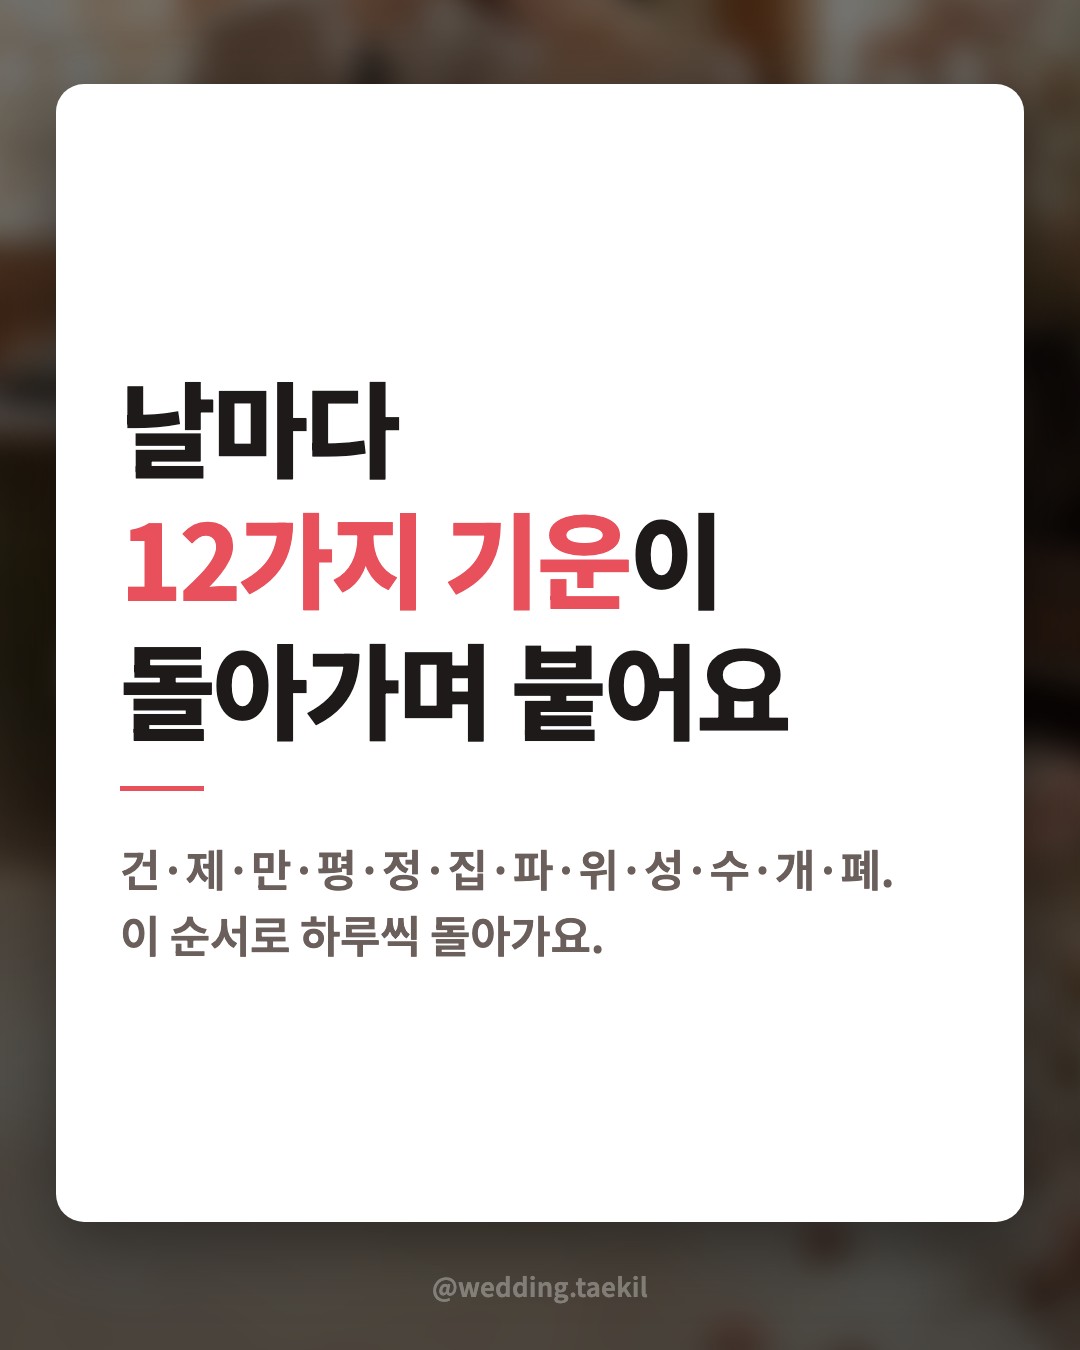 날마다
12가지 기운이
돌아가며 붙어요
건·제·만·평·정·집·파·위·성·수·개·폐.
이 순서로 하루씩 돌아가요.
@wedding.taekil